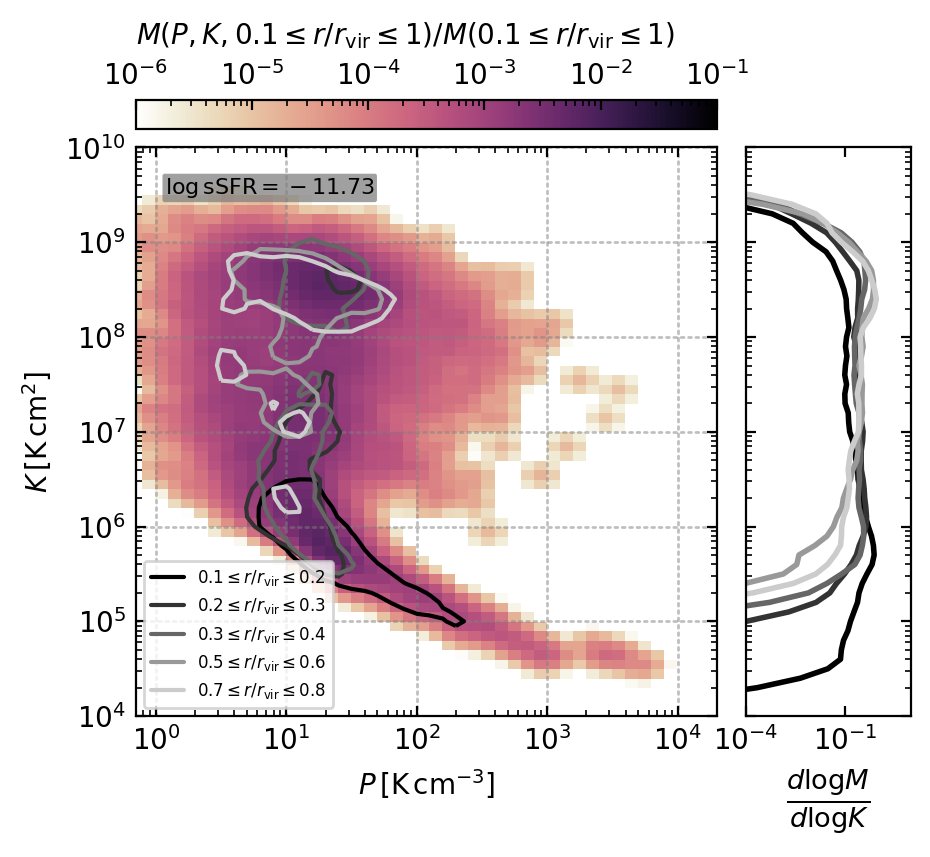 M(P, K, 0.1 ≤ r/r_vir ≤ 1)/M(0.1 ≤ r/r_vir ≤ 1)
10^−6 10^−5 10^−4 10^−3 10^−2 10^−1
10^10
log sSFR = −11.73
10^9
10^8
10^7
10^6
10^5
10^4
K [K cm^2]
0.1 ≤ r/r_vir ≤ 0.2
0.2 ≤ r/r_vir ≤ 0.3
0.3 ≤ r/r_vir ≤ 0.4
0.5 ≤ r/r_vir ≤ 0.6
0.7 ≤ r/r_vir ≤ 0.8
10^0 10^1 10^2 10^3 10^4
P [K cm^−3]
10^−4 10^−1
dlogM
dlogK